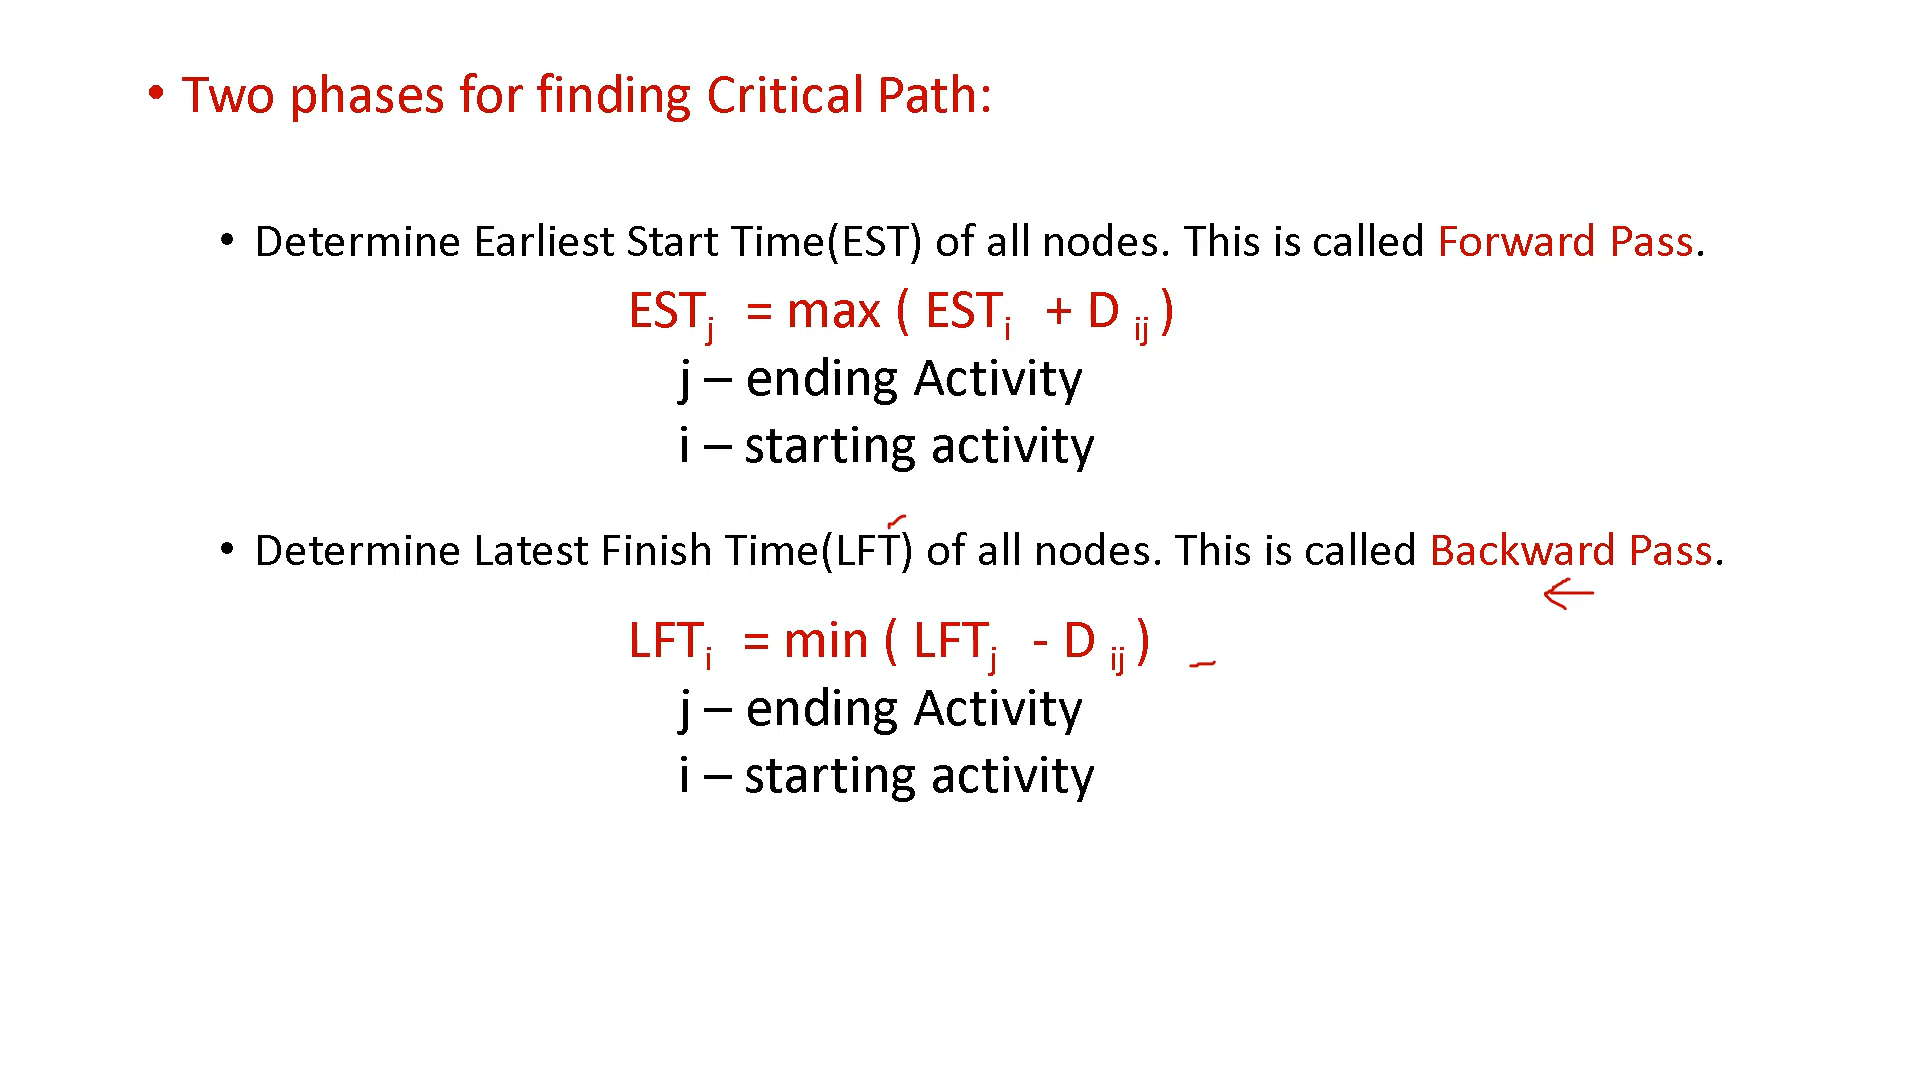 • Two phases for finding Critical Path:
• Determine Earliest Start Time(EST) of all nodes. This is called Forward Pass.
ESTj = max ( ESTi + D ij )
j – ending Activity
i – starting activity
• Determine Latest Finish Time(LFT) of all nodes. This is called Backward Pass.
LFTi = min ( LFTj - D ij )
j – ending Activity
i – starting activity